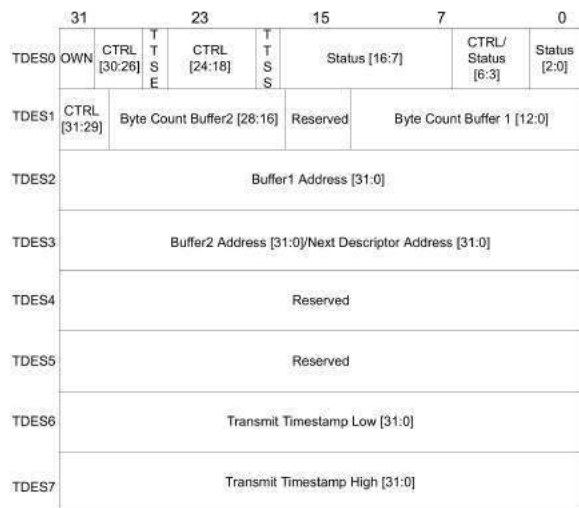 31 23 15 7 0
TDES0 OWN CTRL [30:26] TTSE CTRL [24:18] TTSS Status [16:7] CTRL/ Status [6:3] Status [2:0]
TDES1 CTRL [31:29] Byte Count Buffer2 [28:16] Reserved Byte Count Buffer 1 [12:0]
TDES2 Buffer1 Address [31:0]
TDES3 Buffer2 Address [31:0]/Next Descriptor Address [31:0]
TDES4 Reserved
TDES5 Reserved
TDES6 Transmit Timestamp Low [31:0]
TDES7 Transmit Timestamp High [31:0]